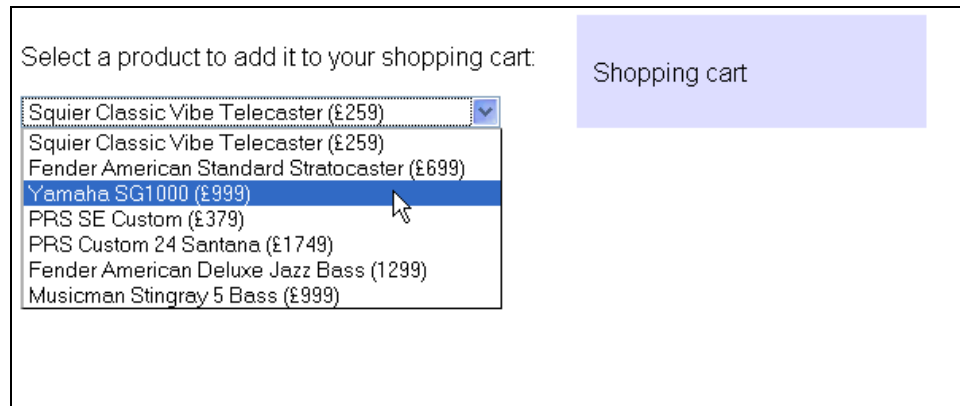 Select a product to add it to your shopping cart:
Shopping cart
Squier Classic Vibe Telecaster (£259)
Squier Classic Vibe Telecaster (£259)
Fender American Standard Stratocaster (£699)
Yamaha SG1000 (£999)
PRS SE Custom (£379)
PRS Custom 24 Santana (£1749)
Fender American Deluxe Jazz Bass (1299)
Musicman Stingray 5 Bass (£999)